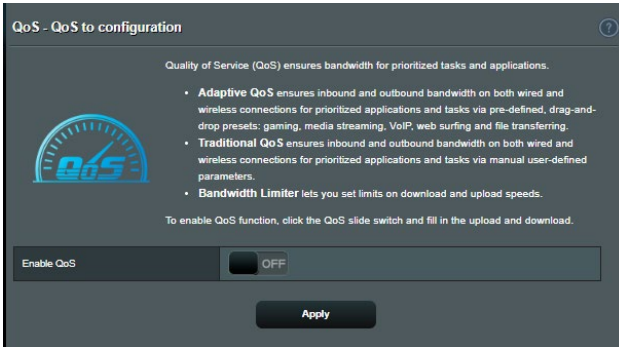 QoS - QoS to configuration
?
Quality of Service (QoS) ensures bandwidth for prioritized tasks and applications.
• Adaptive QoS ensures inbound and outbound bandwidth on both wired and
wireless connections for prioritized applications and tasks via pre-defined, drag-and-
drop presets: gaming, media streaming, VoIP, web surfing and file transferring.
• Traditional QoS ensures inbound and outbound bandwidth on both wired and
wireless connections for prioritized applications and tasks via manual user-defined
parameters.
• Bandwidth Limiter lets you set limits on download and upload speeds.
QoS
To enable QoS function, click the QoS slide switch and fill in the upload and download.
Enable QoS
OFF
Apply